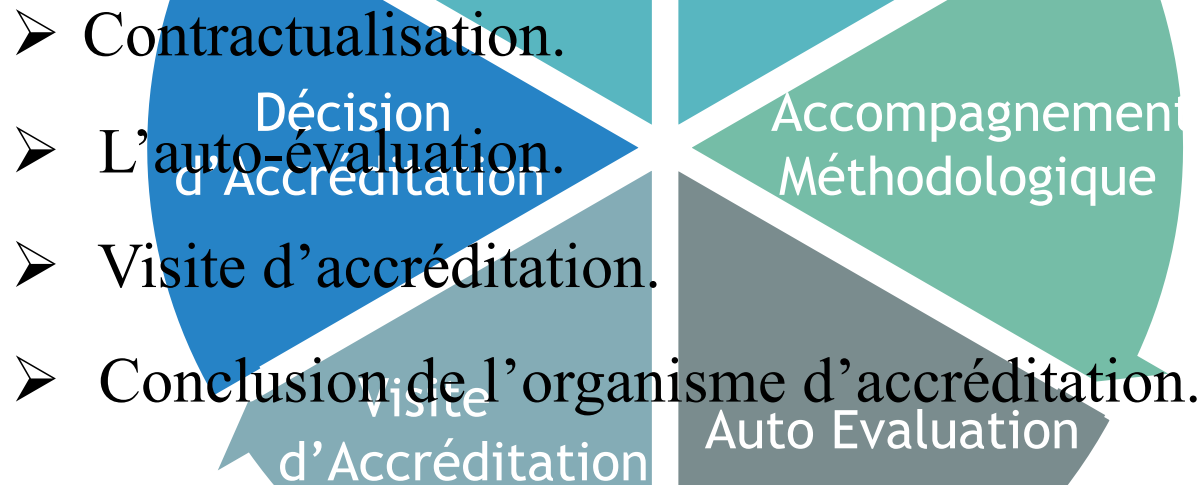 ➢ Contractualisation.
Décision
d’Accréditation
Accompagnement
Méthodologique
➢ L’auto-évaluation.
➢ Visite d’accréditation.
➢ Conclusion de l’organisme d’accréditation.
Visite
d’Accréditation
Auto Evaluation